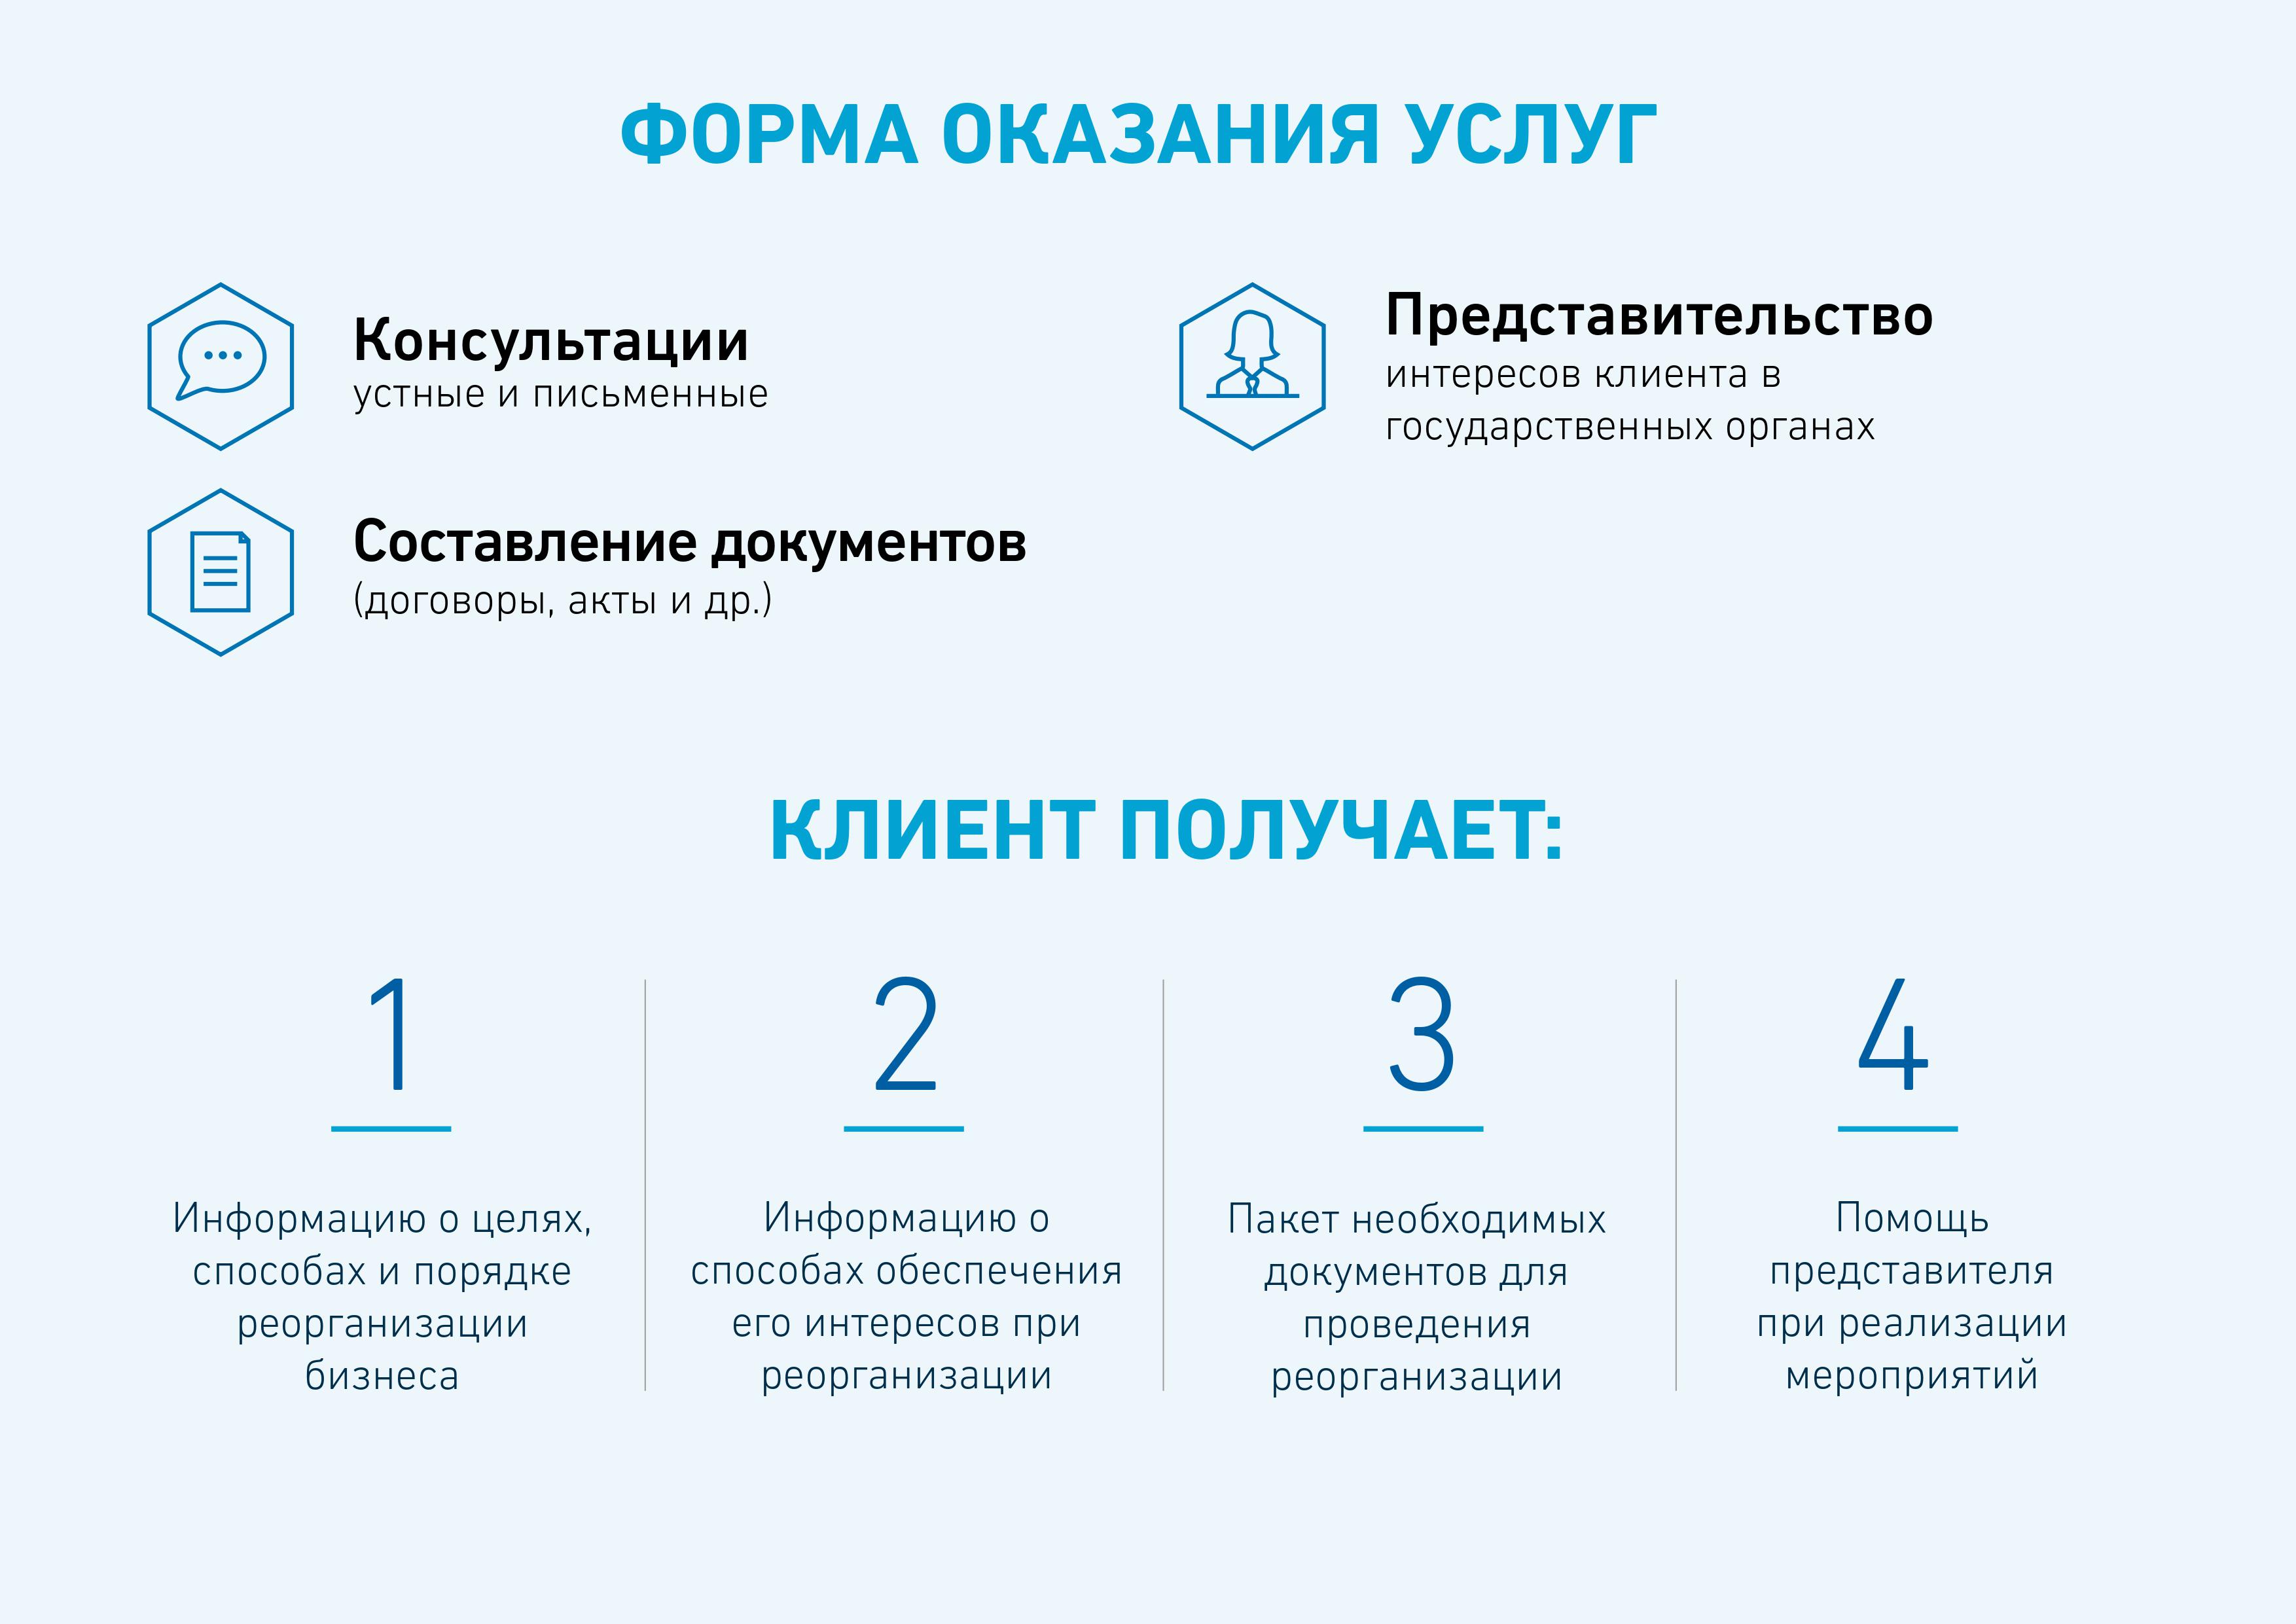 ФОРМА ОКАЗАНИЯ УСЛУГ
Консультации
устные и письменные
Представительство
интересов клиента в
государственных органах
Составление документов
(договоры, акты и др.)
КЛИЕНТ ПОЛУЧАЕТ:
1
Информацию о целях,
способах и порядке
реорганизации
бизнеса
2
Информацию о
способах обеспечения
его интересов при
реорганизации
3
Пакет необходимых
документов для
проведения
реорганизации
4
Помощь
представителя
при реализации
мероприятий